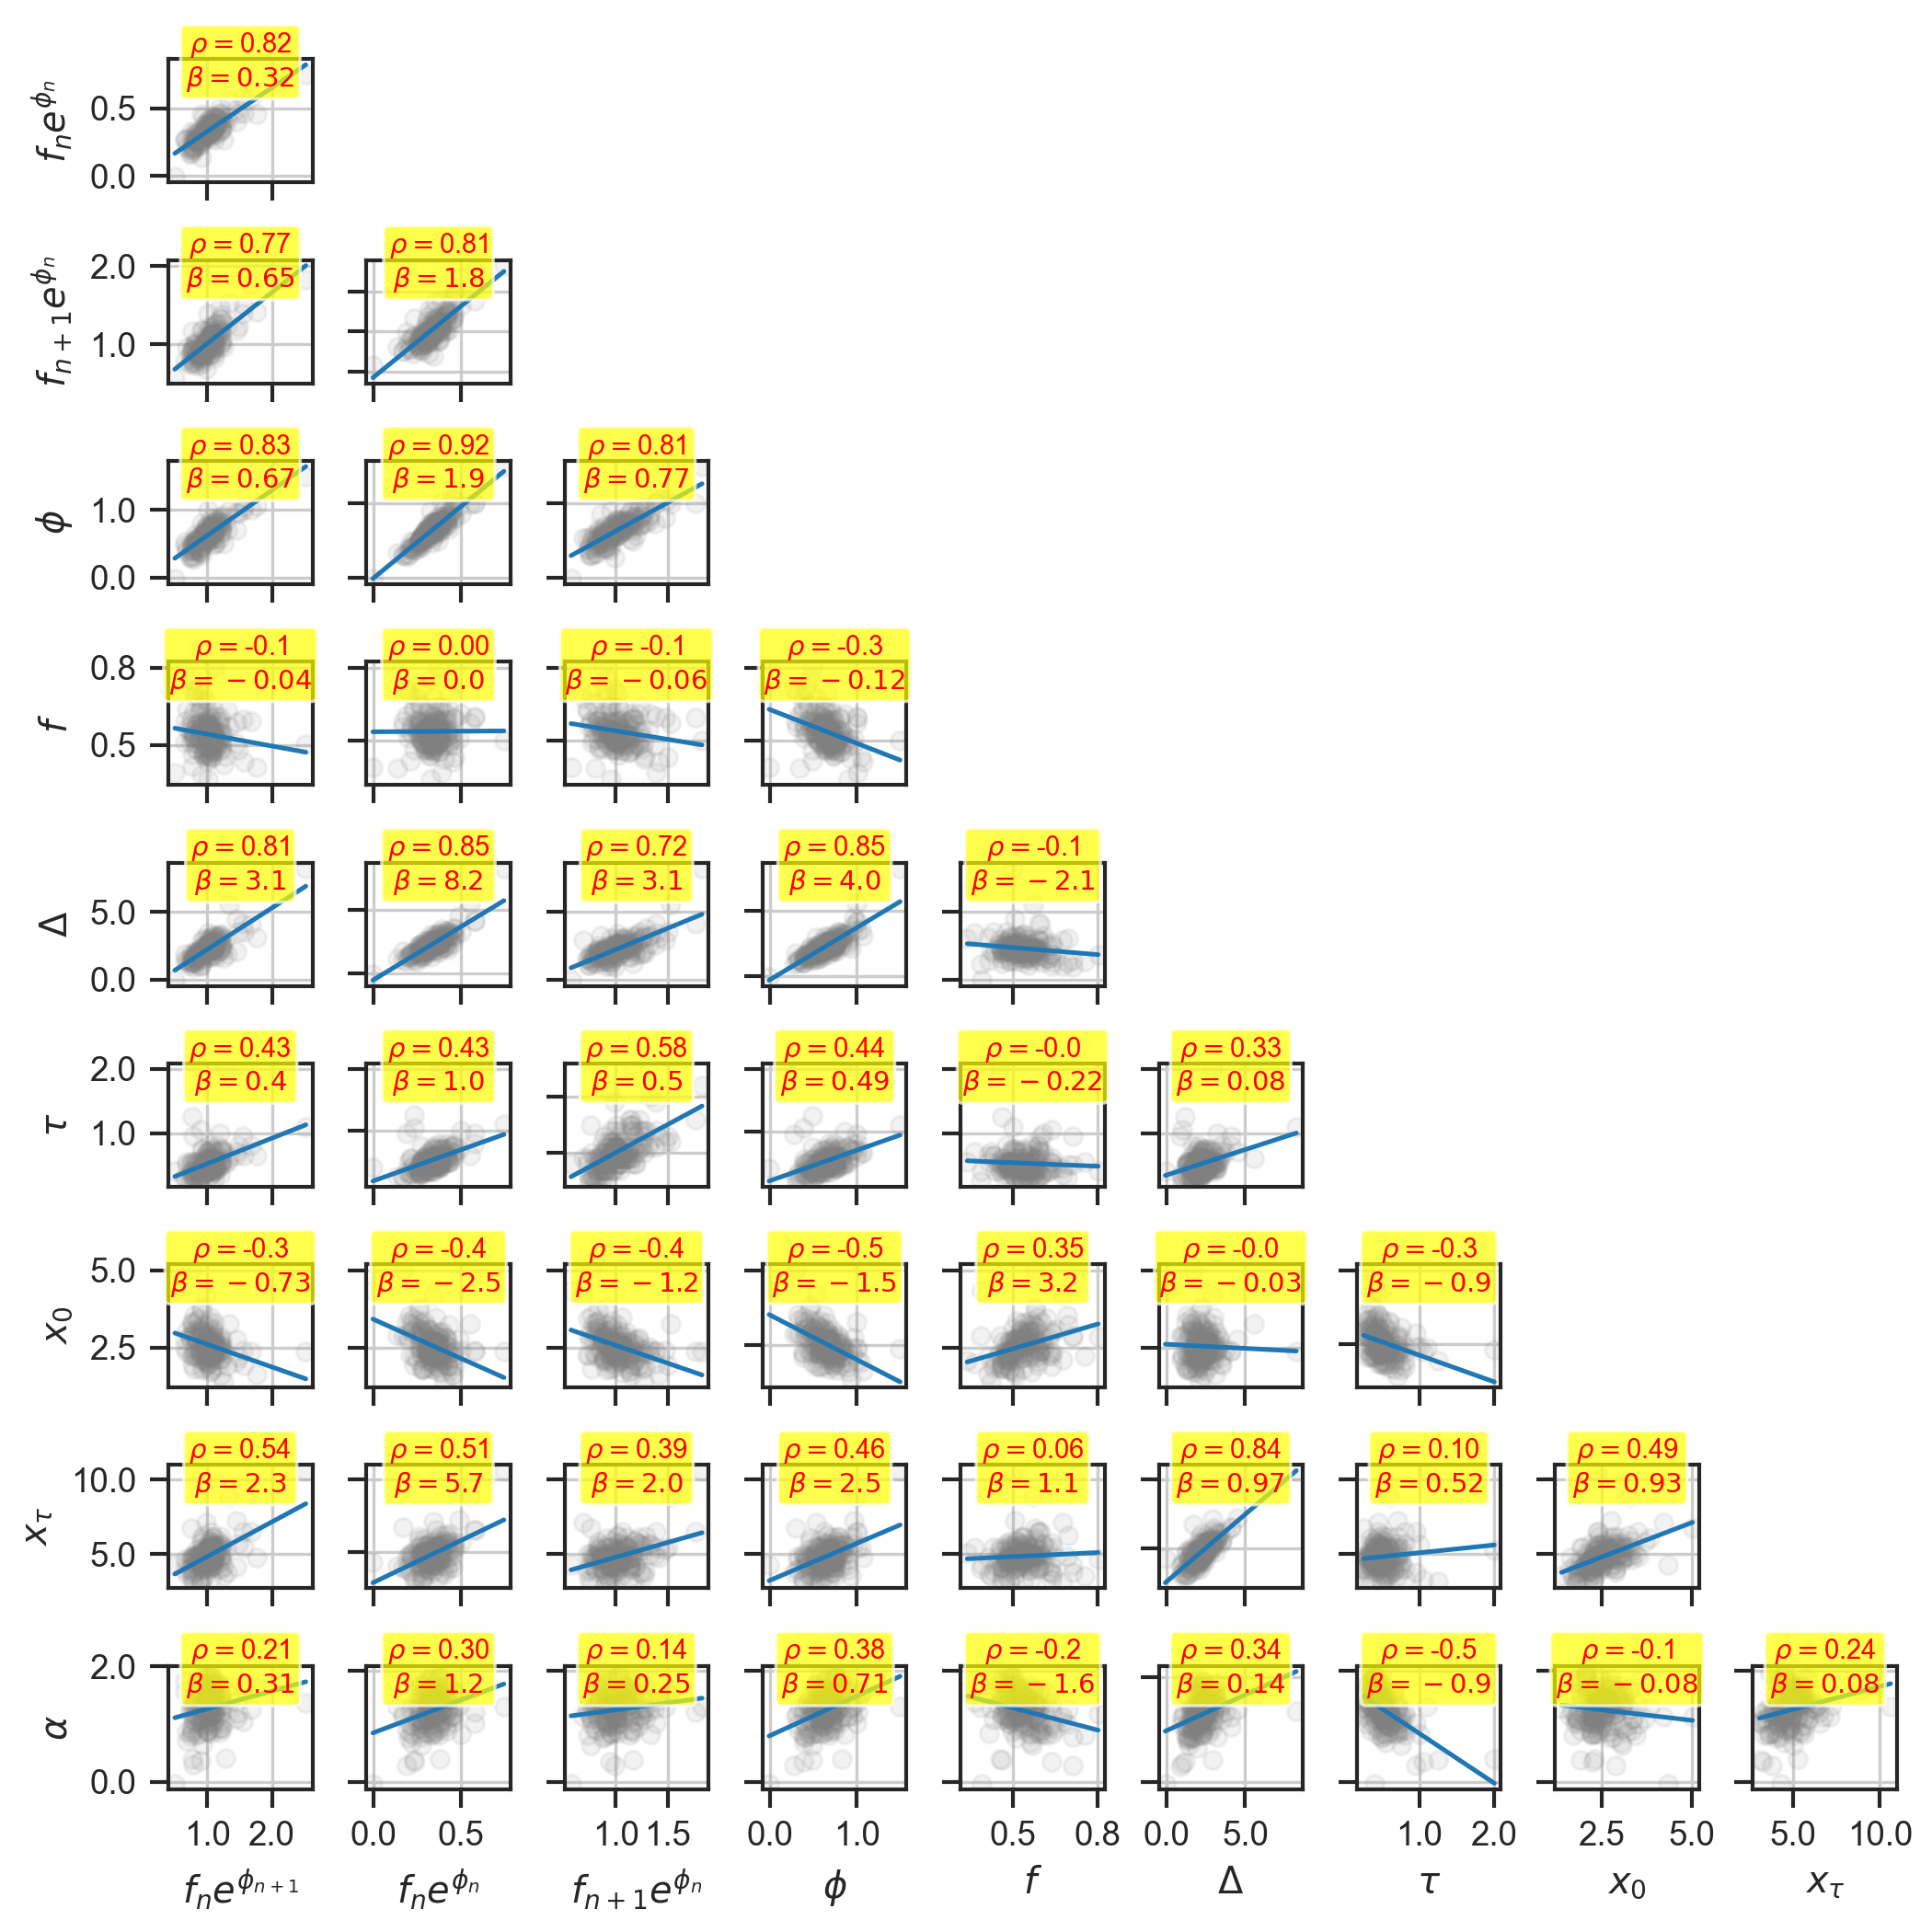 ρ = 0.82
β = 0.32
0.5
0.0
f_n e^{ϕ_n}
ρ = 0.77
β = 0.65
ρ = 0.81
β = 1.8
2.0
1.0
f_{n+1} e^{ϕ_n}
ρ = 0.83
β = 0.67
ρ = 0.92
β = 1.9
ρ = 0.81
β = 0.77
1.0
0.0
ϕ
ρ = -0.1
β = −0.04
ρ = 0.00
β = 0.0
ρ = -0.1
β = −0.06
ρ = -0.3
β = −0.12
0.8
0.5
f
ρ = 0.81
β = 3.1
ρ = 0.85
β = 8.2
ρ = 0.72
β = 3.1
ρ = 0.85
β = 4.0
ρ = -0.1
β = −2.1
5.0
0.0
Δ
ρ = 0.43
β = 0.4
ρ = 0.43
β = 1.0
ρ = 0.58
β = 0.5
ρ = 0.44
β = 0.49
ρ = -0.0
β = −0.22
ρ = 0.33
β = 0.08
2.0
1.0
τ
ρ = -0.3
β = −0.73
ρ = -0.4
β = −2.5
ρ = -0.4
β = −1.2
ρ = -0.5
β = −1.5
ρ = 0.35
β = 3.2
ρ = -0.0
β = −0.03
ρ = -0.3
β = −0.9
5.0
2.5
x_0
ρ = 0.54
β = 2.3
ρ = 0.51
β = 5.7
ρ = 0.39
β = 2.0
ρ = 0.46
β = 2.5
ρ = 0.06
β = 1.1
ρ = 0.84
β = 0.97
ρ = 0.10
β = 0.52
ρ = 0.49
β = 0.93
10.0
5.0
x_τ
ρ = 0.21
β = 0.31
ρ = 0.30
β = 1.2
ρ = 0.14
β = 0.25
ρ = 0.38
β = 0.71
ρ = -0.2
β = −1.6
ρ = 0.34
β = 0.14
ρ = -0.5
β = −0.9
ρ = -0.1
β = −0.08
ρ = 0.24
β = 0.08
2.0
0.0
α
1.0 2.0 0.0 0.5 1.0 1.5 0.0 1.0 0.5 0.8 0.0 5.0 1.0 2.0 2.5 5.0 5.0 10.0
f_n e^{ϕ_{n+1}} f_n e^{ϕ_n} f_{n+1} e^{ϕ_n} ϕ f Δ τ x_0 x_τ